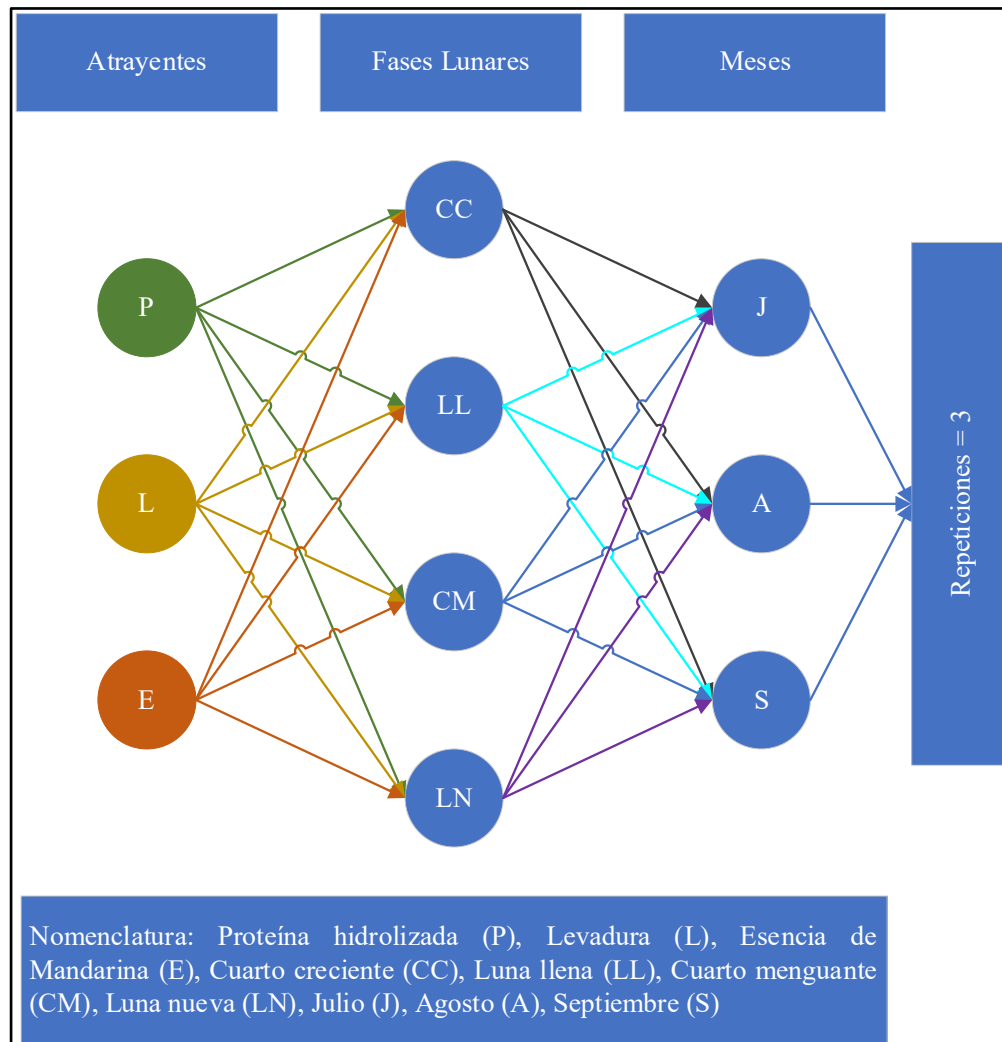 Atrayentes
Fases Lunares
Meses
CC
P
J
LL
L
A
CM
E
S
LN
Repeticiones = 3
Nomenclatura: Proteína hidrolizada (P), Levadura (L), Esencia de
Mandarina (E), Cuarto creciente (CC), Luna llena (LL), Cuarto menguante
(CM), Luna nueva (LN), Julio (J), Agosto (A), Septiembre (S)